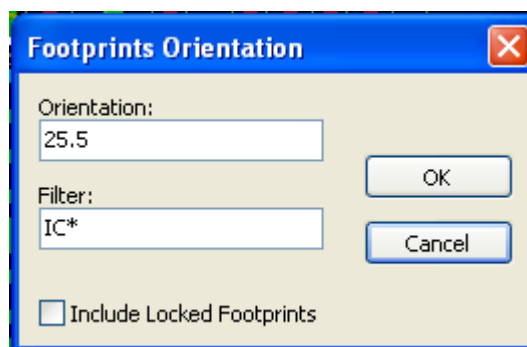 Footprints Orientation
Orientation:
25.5
OK
Filter:
IC*
Cancel
Include Locked Footprints